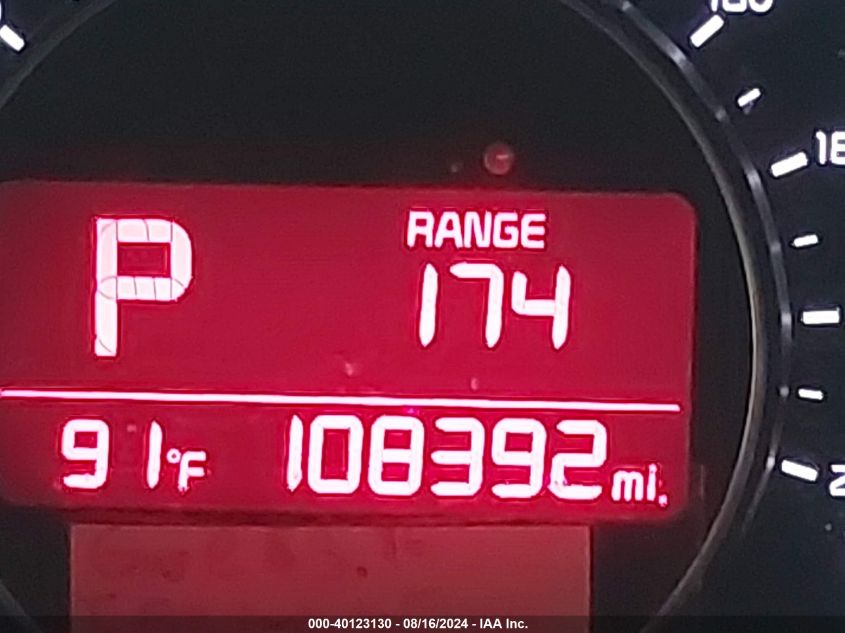 P
RANGE
174
91°F 108392 mi.
000-40123130 - 08/16/2024 - IAA Inc.